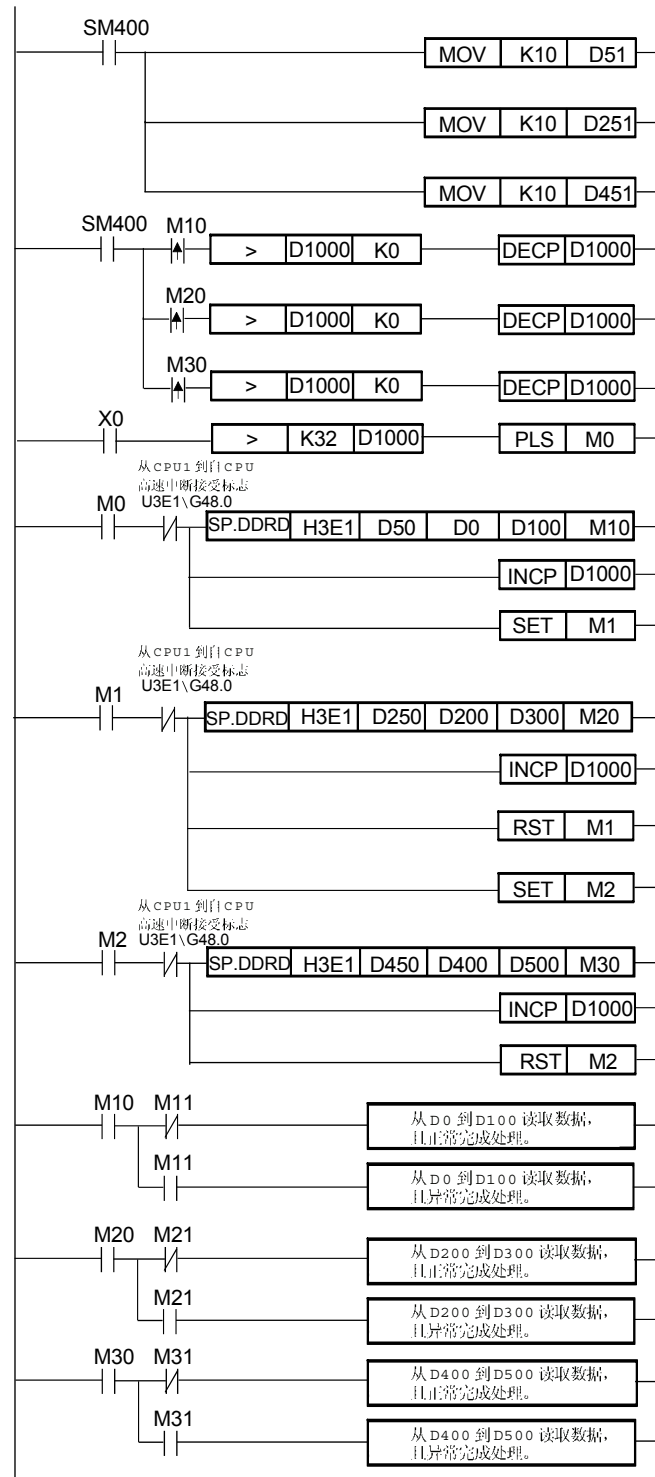 SM400
MOV K10 D51
MOV K10 D251
MOV K10 D451
SM400 M10
> D1000 K0 DECP D1000
M20
> D1000 K0 DECP D1000
M30
> D1000 K0 DECP D1000
X0
> K32 D1000 PLS M0
从CPU1 到自CPU
高速中断接受标志
M0 U3E1\G48.0
SP.DDRD H3E1 D50 D0 D100 M10
INCP D1000
SET M1
从CPU1 到自CPU
高速中断接受标志
M1 U3E1\G48.0
SP.DDRD H3E1 D250 D200 D300 M20
INCP D1000
RST M1
SET M2
从CPU1 到自CPU
高速中断接受标志
M2 U3E1\G48.0
SP.DDRD H3E1 D450 D400 D500 M30
INCP D1000
RST M2
M10 M11
从D0 到D100 读取数据，
且正常完成处理。
M11
从D0 到D100 读取数据，
且异常完成处理。
M20 M21
从D200 到D300 读取数据，
且正常完成处理。
M21
从D200 到D300 读取数据，
且异常完成处理。
M30 M31
从D400 到D500 读取数据，
且正常完成处理。
M31
从D400 到D500 读取数据，
且异常完成处理。